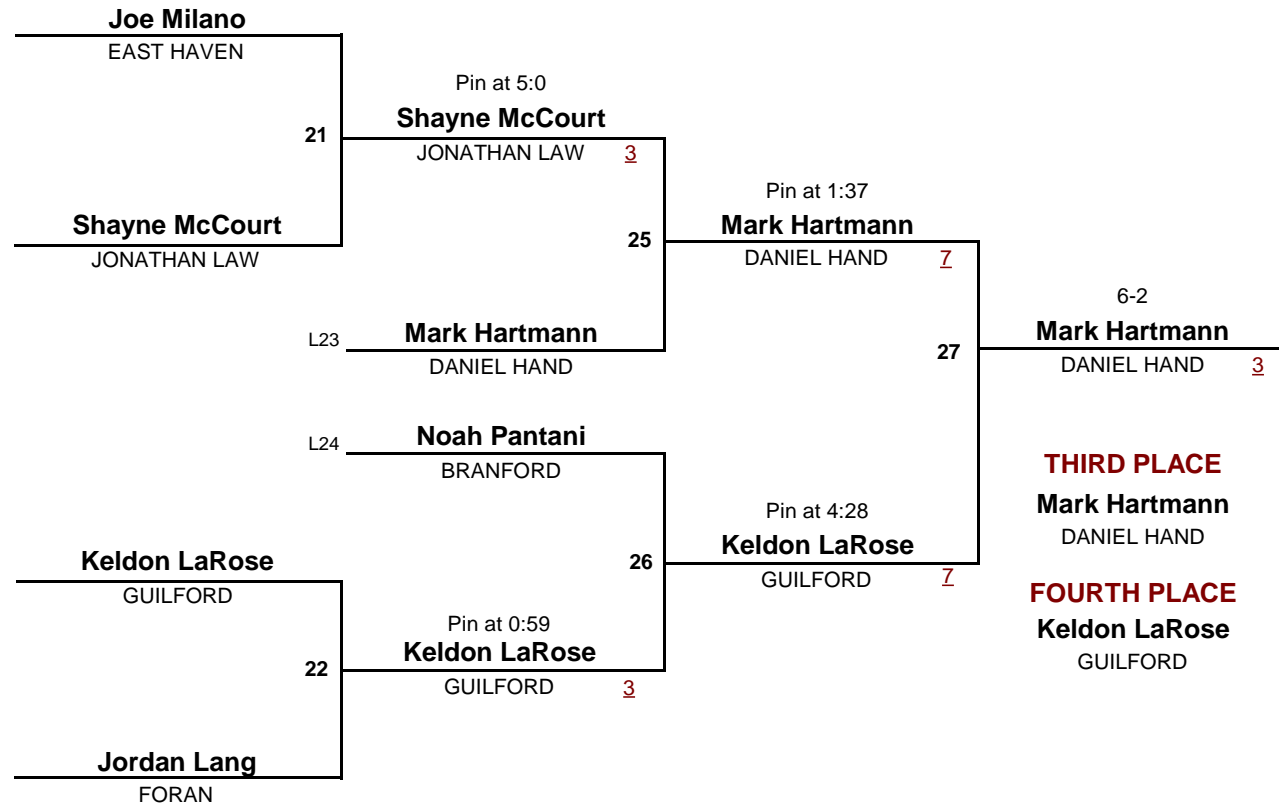 Joe Milano
EAST HAVEN
21
Shayne McCourt
JONATHAN LAW
Pin at 5:0
Shayne McCourt
JONATHAN LAW 3
25
L23 Mark Hartmann
DANIEL HAND
Pin at 1:37
Mark Hartmann
DANIEL HAND 7
27
L24 Noah Pantani
BRANFORD
26
Keldon LaRose
GUILFORD
22
Jordan Lang
FORAN
Pin at 0:59
Keldon LaRose
GUILFORD 3
Pin at 4:28
Keldon LaRose
GUILFORD 7
6-2
Mark Hartmann
DANIEL HAND 3
THIRD PLACE
Mark Hartmann
DANIEL HAND
FOURTH PLACE
Keldon LaRose
GUILFORD